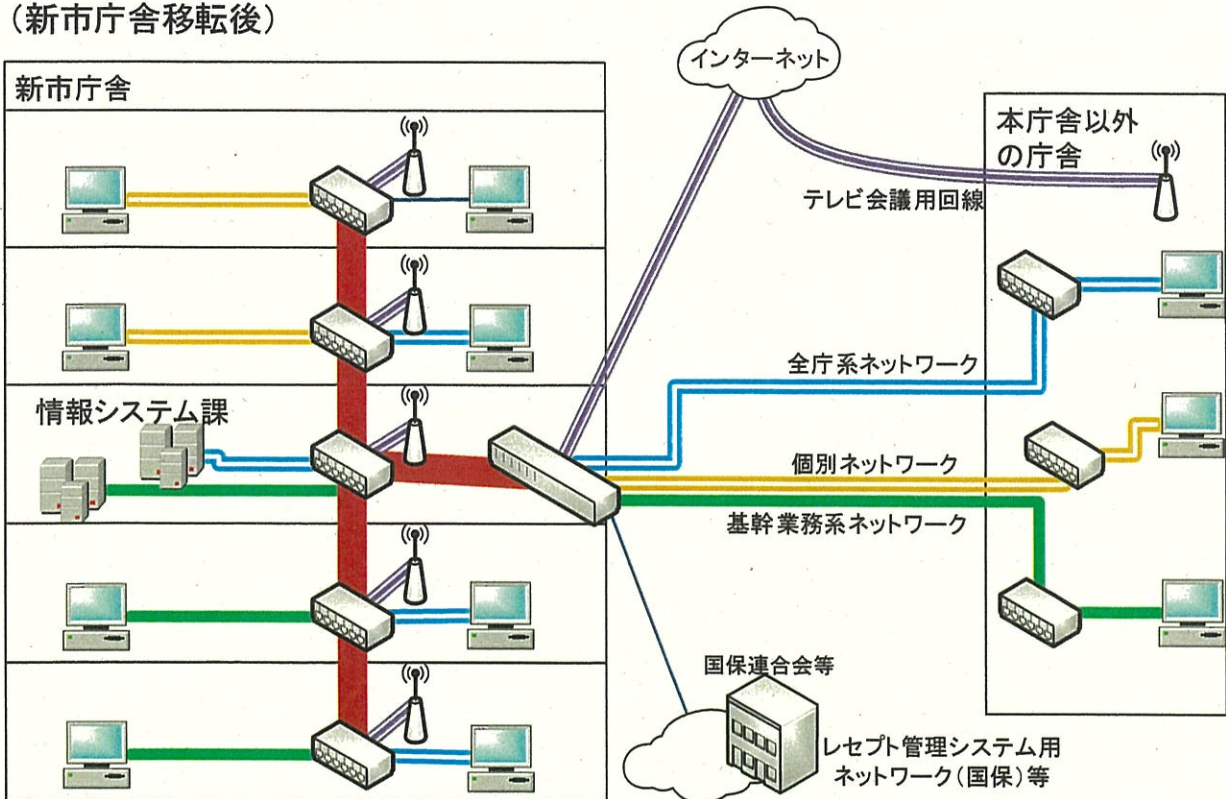 (新市庁舎移転後)
新市庁舎
インターネット
本庁舎以外
の庁舎
テレビ会議用回線
全庁系ネットワーク
情報システム課
個別ネットワーク
基幹業務系ネットワーク
国保連合会等
レセプト管理システム用
ネットワーク(国保)等